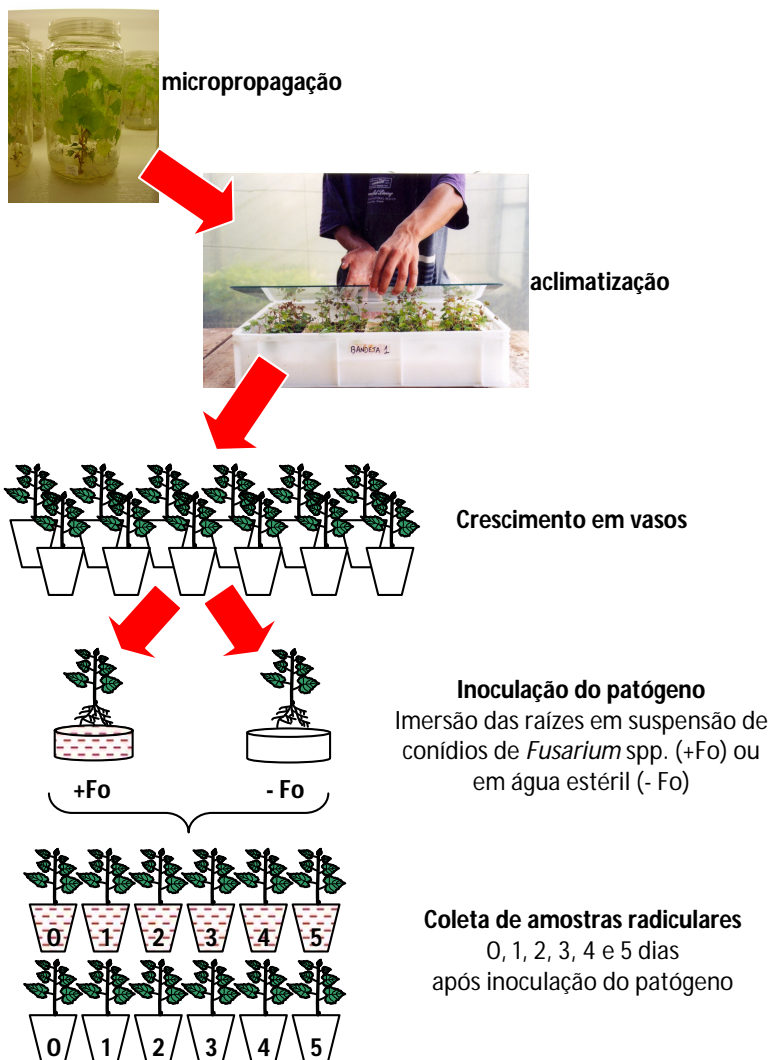 micropropagação
aclimatização
BANDEJA 1
Crescimento em vasos
Inoculação do patógeno
Imersão das raízes em suspensão de
conídios de Fusarium spp. (+Fo) ou
em água estéril (- Fo)
+Fo
- Fo
0 1 2 3 4 5
Coleta de amostras radiculares
0, 1, 2, 3, 4 e 5 dias
após inoculação do patógeno
0 1 2 3 4 5